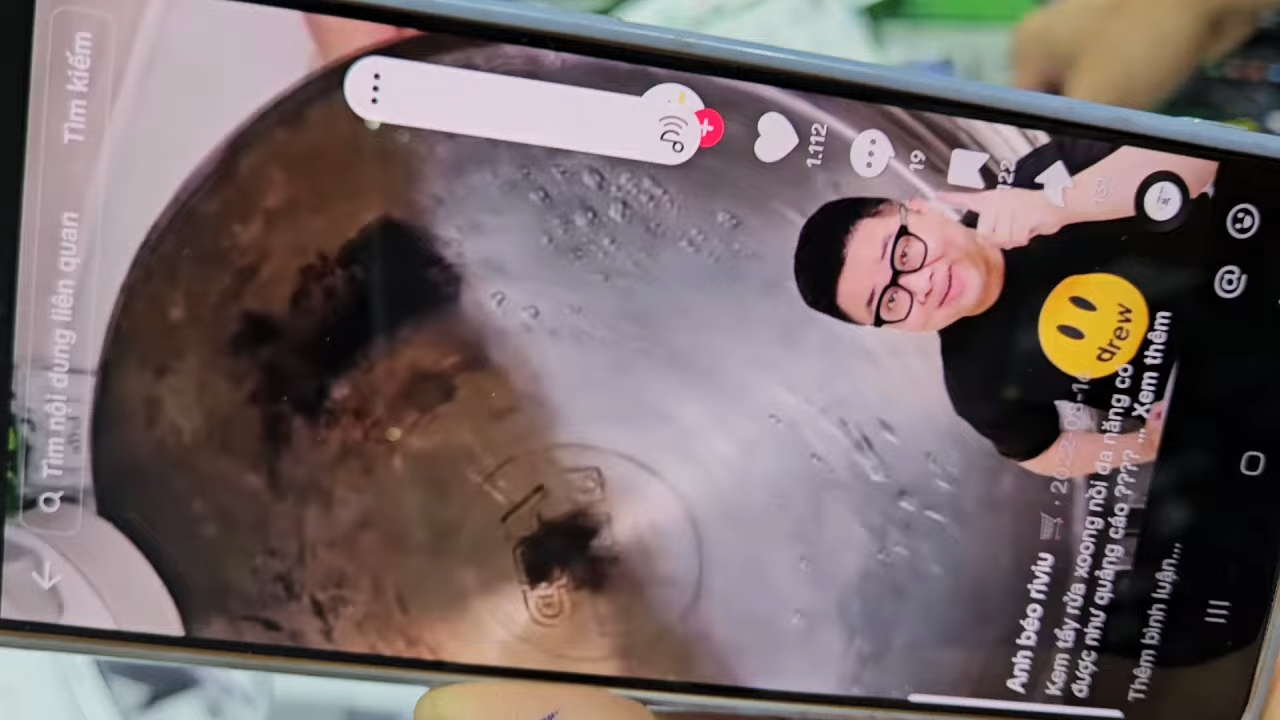 Tìm nội dung liên quan
Tìm kiếm
1.112
19
drew
Anh béo riviu
Kem tẩy rửa xoong nồi đa năng có
được như quảng cáo ???? ... Xem thêm
Thêm bình luận...
@